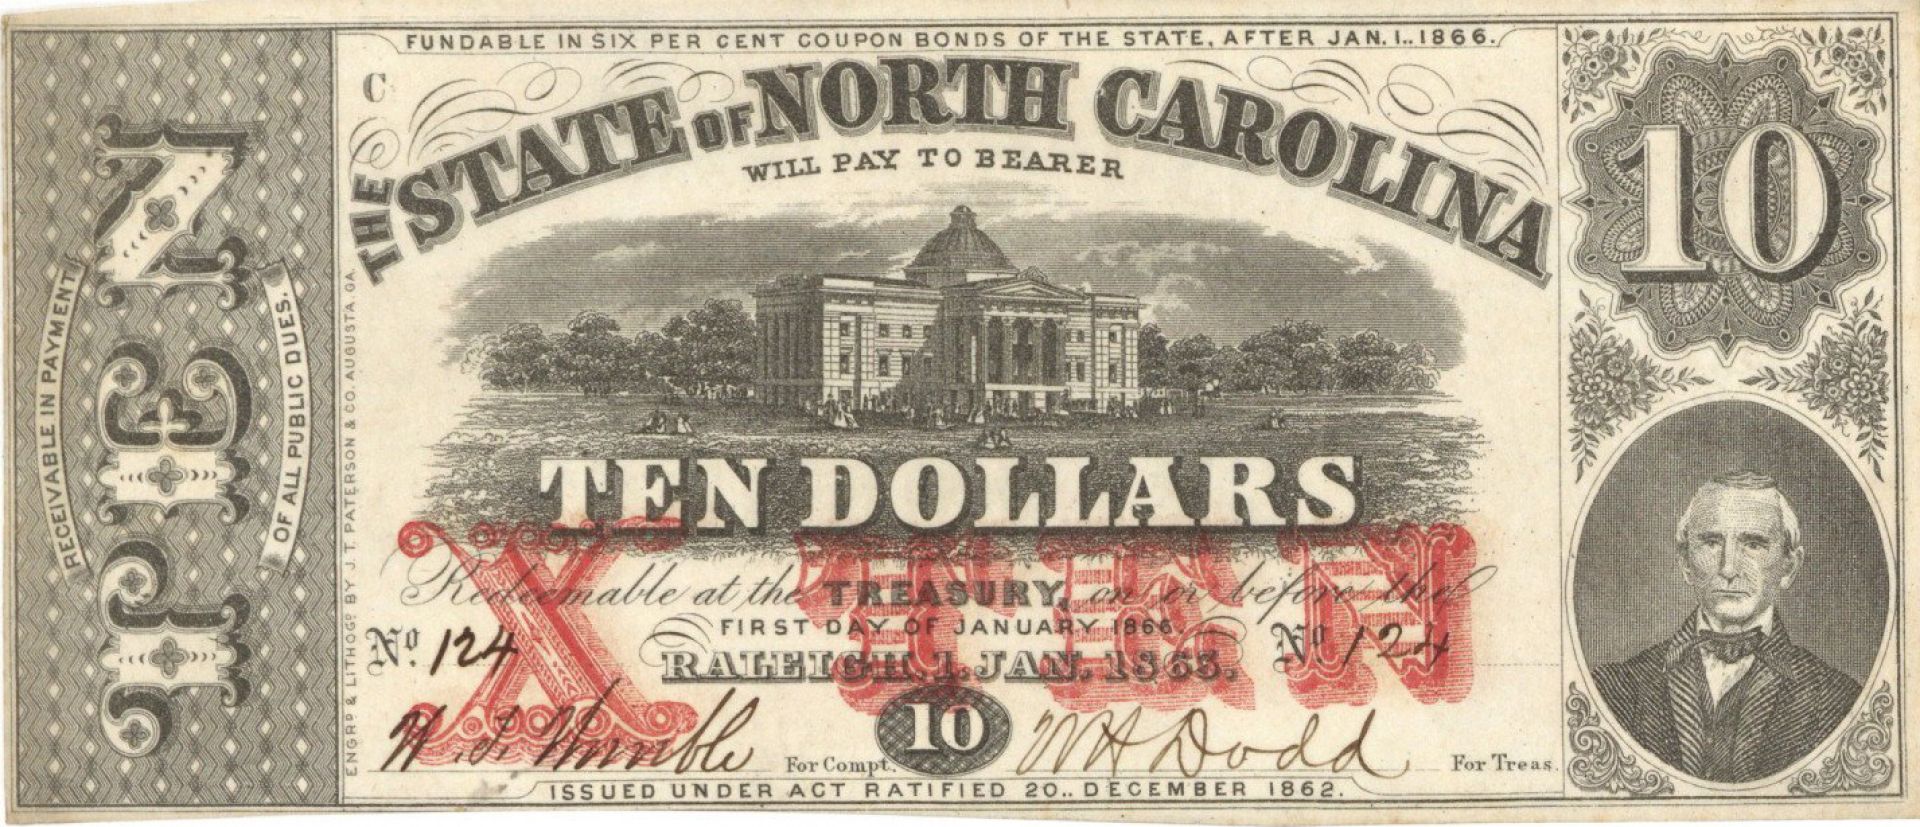 FUNDABLE IN SIX PER CENT COUPON BONDS OF THE STATE, AFTER JAN. 1.. 1866.
C
THE STATE OF NORTH CAROLINA
WILL PAY TO BEARER
10
TEN
RECEIVABLE IN PAYMENT
OF ALL PUBLIC DUES.
ENGRD & LITHOGD BY J. T. PATERSON & CO. AUGUSTA, GA.
TEN DOLLARS
X TEN
Redeemable at the TREASURY, on or before the
FIRST DAY OF JANUARY 1866
No. 124
No 124
RALEIGH. 1. JAN. 1863.
For Compt.
10
W H Dodd
For Treas.
ISSUED UNDER ACT RATIFIED 20.. DECEMBER 1862.